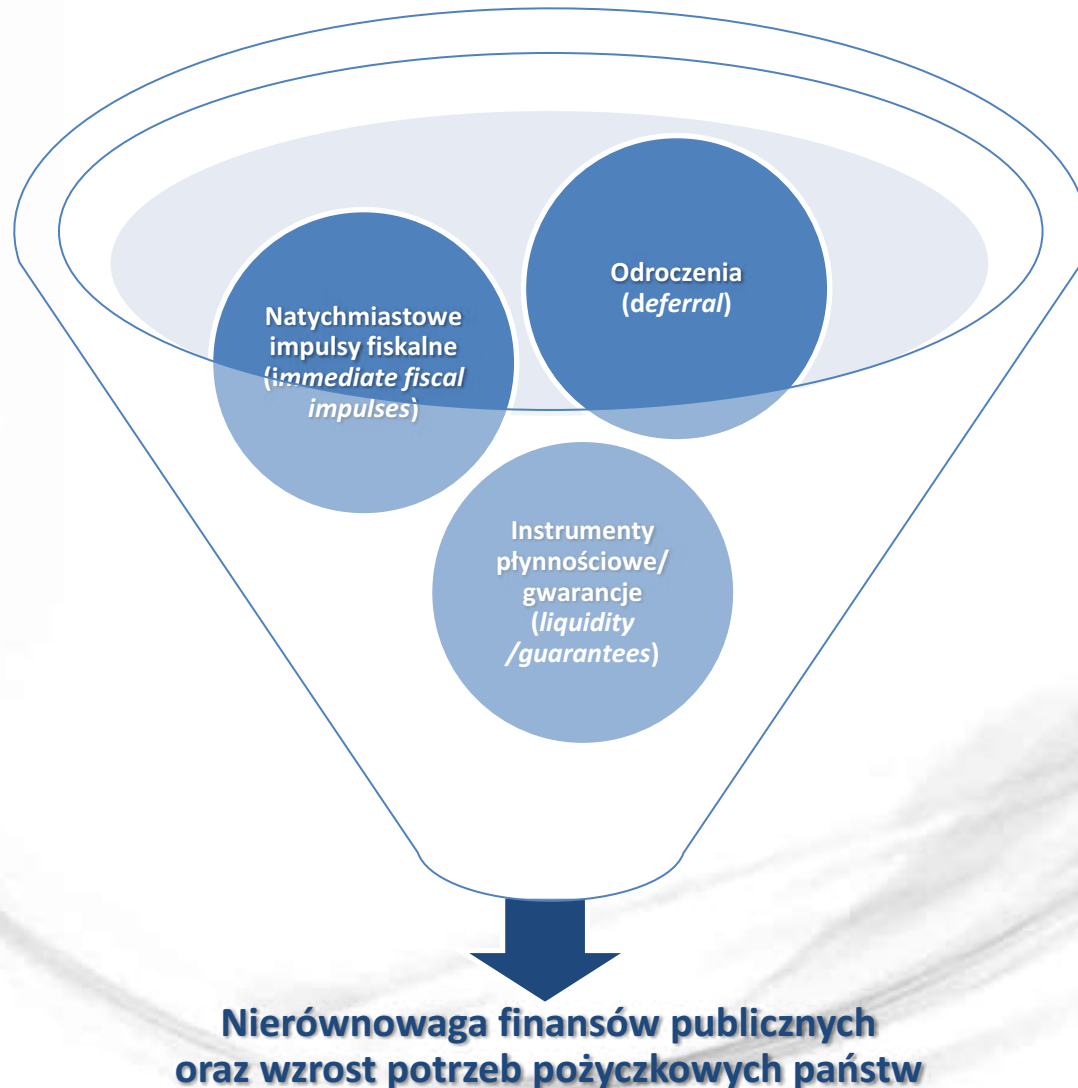 Natychmiastowe
impulsy fiskalne
(immediate fiscal
impulses)
Odroczenia
(deferral)
Instrumenty
płynnościowe/
gwarancje
(liquidity
/guarantees)
Nierównowaga finansów publicznych
oraz wzrost potrzeb pożyczkowych państw